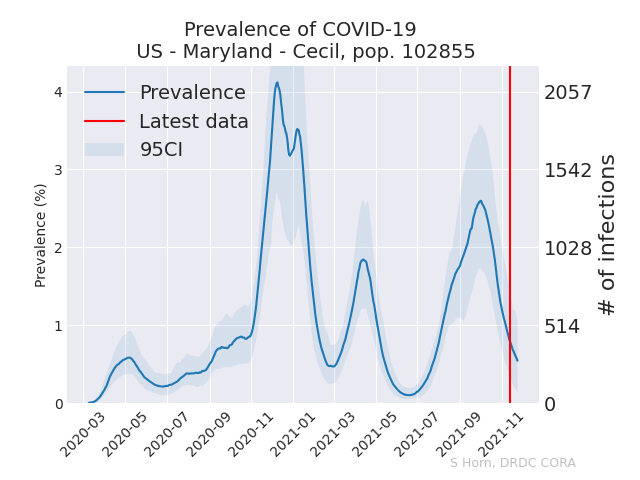 Prevalence of COVID-19
US - Maryland - Cecil, pop. 102855
Prevalence
Latest data
95CI
Prevalence (%)
4
3
2
1
0
2057
1542
1028
514
0
# of infections
2020-03
2020-05
2020-07
2020-09
2020-11
2021-01
2021-03
2021-05
2021-07
2021-09
2021-11
S Horn, DRDC CORA